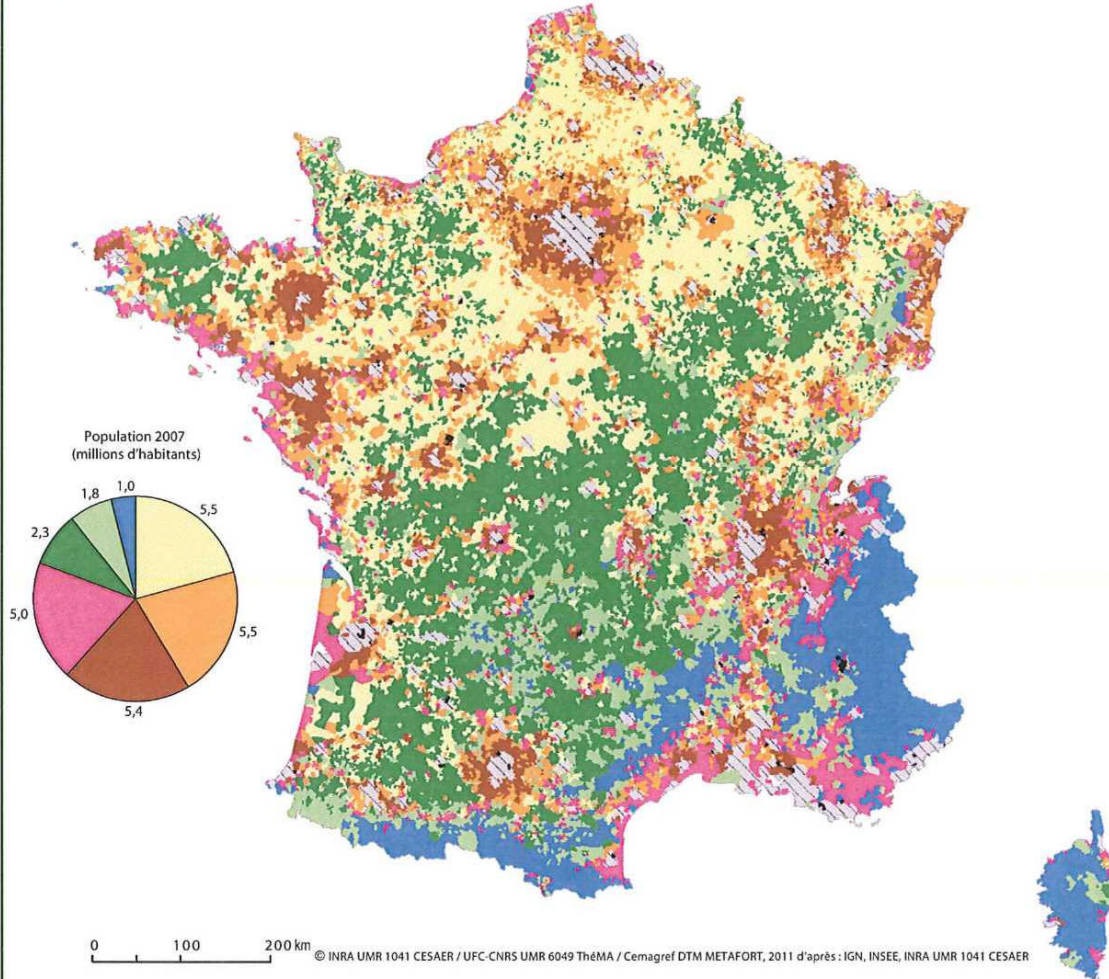 Population 2007
(millions d'habitants)
1,8
1,0
5,5
2,3
5,0
5,5
5,4
0 100 200 km
© INRA UMR 1041 CESAER / UFC-CNRS UMR 6049 ThéMA / Cemagref DTM METAFORT, 2011 d'après : IGN, INSEE, INRA UMR 1041 CESAER